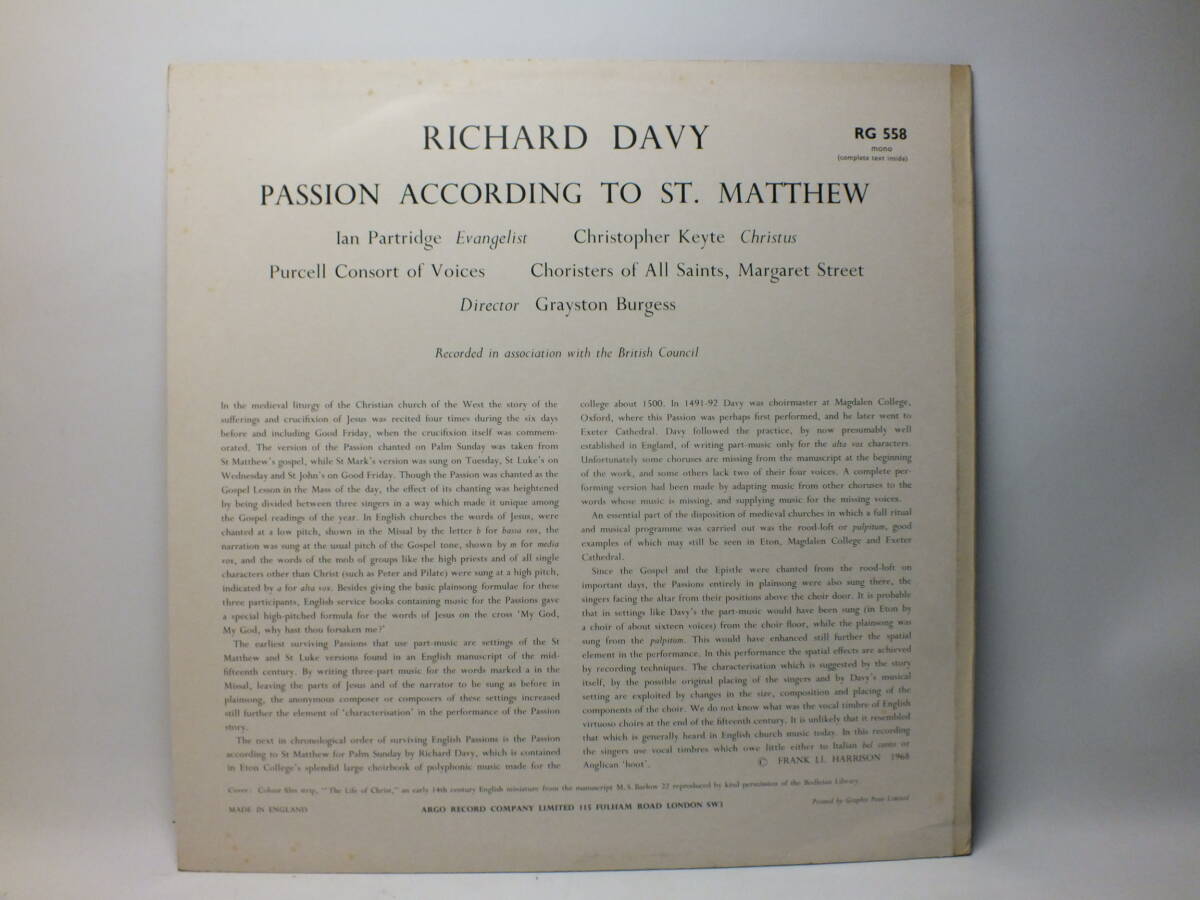 RICHARD DAVY
RG 558
mono
(complete text inside)
PASSION ACCORDING TO ST. MATTHEW
Ian Partridge Evangelist Christopher Keyte Christus
Purcell Consort of Voices Choristers of All Saints, Margaret Street
Director Grayston Burgess
Recorded in association with the British Council
In the medieval liturgy of the Christian church of the West the story of the
sufferings and crucifixion of Jesus was recited four times during the six days
before and including Good Friday, when the crucifixion itself was commem-
orated. The version of the Passion chanted on Palm Sunday was taken from
St Matthew's gospel, while St Mark's version was sung on Tuesday, St Luke's on
Wednesday and St John's on Good Friday. Though the Passion was chanted as the
Gospel Lesson in the Mass of the day, the effect of its chanting was heightened
by being divided between three singers in a way which made it unique among
the Gospel readings of the year. In English churches the words of Jesus, were
chanted at a low pitch, shown in the Missal by the letter b for bassa vox, the
narration was sung at the usual pitch of the Gospel tone, shown by m for media
vox, and the words of the mob of groups like the high priests and of all single
characters other than Christ (such as Peter and Pilate) were sung at a high pitch,
indicated by a for alta vox. Besides giving the basic plainsong formulae for these
three participants, English service books containing music for the Passions gave
a special high-pitched formula for the words of Jesus on the cross 'My God,
My God, why hast thou forsaken me?'
The earliest surviving Passions that use part-music are settings of the St
Matthew and St Luke versions found in an English manuscript of the mid-
fifteenth century. By writing three-part music for the words marked a in the
Missal, leaving the parts of Jesus and of the narrator to be sung as before in
plainsong, the anonymous composer or composers of these settings increased
still further the element of 'characterisation' in the performance of the Passion
story.
The next in chronological order of surviving English Passions is the Passion
according to St Matthew for Palm Sunday by Richard Davy, which is contained
in Eton College's splendid large choirbook of polyphonic music made for the
college about 1500. In 1491-92 Davy was choirmaster at Magdalen College,
Oxford, where this Passion was perhaps first performed, and he later went to
Exeter Cathedral. Davy followed the practice, by now presumably well
established in England, of writing part-music only for the alta vox characters.
Unfortunately some choruses are missing from the manuscript at the beginning
of the work, and some others lack two of their four voices. A complete per-
forming version had been made by adapting music from other choruses to the
words whose music is missing, and supplying music for the missing voices.
An essential part of the disposition of medieval churches in which a full ritual
and musical programme was carried out was the rood-loft or pulpitum, good
examples of which may still be seen in Eton, Magdalen College and Exeter
Cathedral.
Since the Gospel and the Epistle were chanted from the rood-loft on
important days, the Passions entirely in plainsong were also sung there, the
singers facing the altar from their positions above the choir door. It is probable
that in settings like Davy's the part-music would have been sung (in Eton by
a choir of about sixteen voices) from the choir floor, while the plainsong was
sung from the pulpitum. This would have enhanced still further the spatial
element in the performance. In this performance the spatial effects are achieved
by recording techniques. The characterisation which is suggested by the story
itself, by the possible original placing of the singers and by Davy's musical
setting are exploited by changes in the size, composition and placing of the
components of the choir. We do not know what was the vocal timbre of English
virtuoso choirs at the end of the fifteenth century. It is unlikely that it resembled
that which is generally heard in English church music today. In this recording
the singers use vocal timbres which owe little either to Italian bel canto or
Anglican 'hoot'.
© FRANK LL. HARRISON 1968
Cover: Colour film strip, "The Life of Christ," an early 14th century English miniature from the manuscript M.S. Barlow 22 reproduced by kind permission of the Bodleian Library.
MADE IN ENGLAND ARGO RECORD COMPANY LIMITED 115 FULHAM ROAD LONDON SW3 Printed by Graphis Press Limited